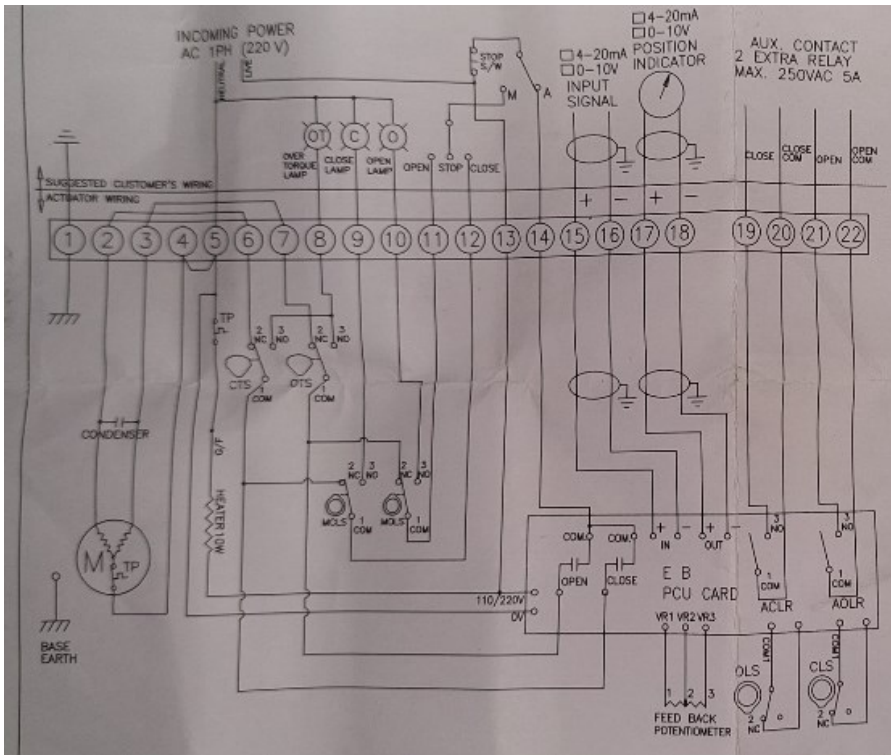 INCOMING POWER
AC 1PH (220 V)
NEUTRAL
LIVE
STOP
S/W
M
A
4-20mA
0-10V
INPUT
SIGNAL
4-20mA
0-10V
POSITION
INDICATOR
AUX. CONTACT
2 EXTRA RELAY
MAX. 250VAC 5A
OT
C
O
OVER
TORQUE
LAMP
CLOSE
LAMP
OPEN
LAMP
OPEN
STOP
CLOSE
CLOSE
CLOSE
COM
OPEN
OPEN
COM
SUGGESTED CUSTOMER'S WIRING
ACTUATOR WIRING
+ - + -
1 2 3 4 5 6 7 8 9 10 11 12 13 14 15 16 17 18 19 20 21 22
TP
2
NC
3
NO
2
NC
3
NO
CTS
OTS
1
COM
1
COM
CONDENSER
G/F
HEATER 10W
2
NC
3
NO
2
NC
3
NO
MCLS
1
COM
MOLS
1
COM
M
TP
BASE
EARTH
110/220V
0V
COM.
COM.
OPEN
CLOSE
+ -
IN
+ -
OUT
E B
PCU CARD
VR1 VR2 VR3
3
NO
1
COM
ACLR
3
NO
1
COM
AOLR
1 2 3
FEED BACK
POTENTIOMETER
COM1
OLS
2
NC
COM1
CLS
2
NC